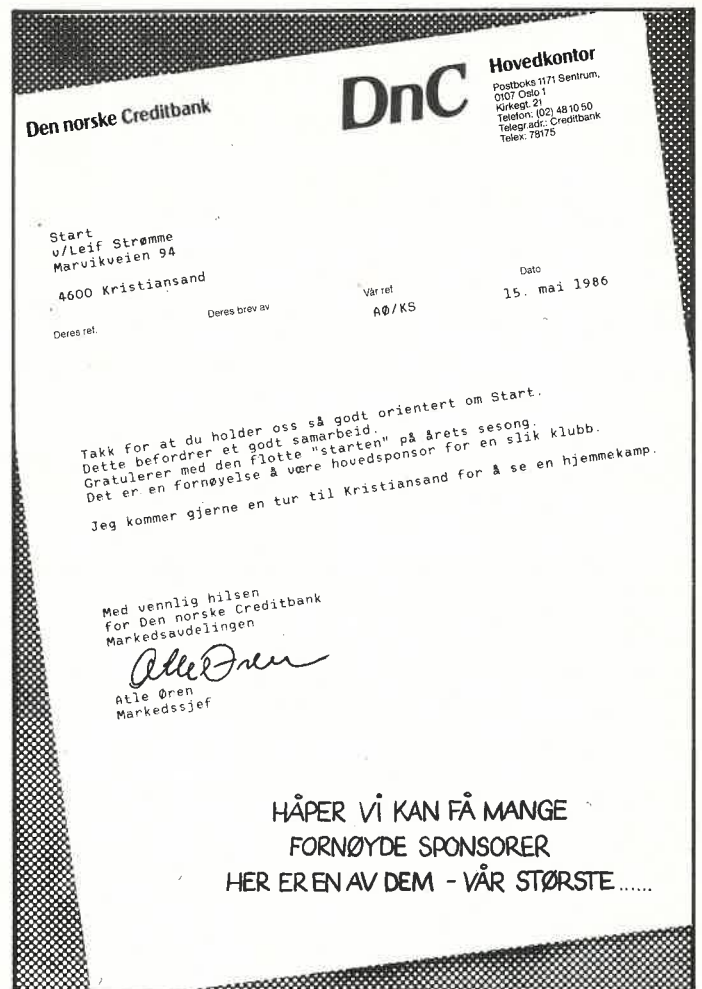 Den norske Creditbank
DnC
Hovedkontor
Postboks 1171 Sentrum,
0107 Oslo 1
Kirkegt. 21
Telefon: (02) 48 10 50
Telegr.adr.: Creditbank
Telex: 78175
Start
v/Leif Strømme
Marvikveien 94
4600 Kristiansand
Deres ref.
Deres brev av
Vår ref
AØ/KS
Dato
15. mai 1986
Takk for at du holder oss så godt orientert om Start.
Dette befordrer et godt samarbeid.
Gratulerer med den flotte "starten" på årets sesong.
Det er en fornøyelse å være hovedsponsor for en slik klubb.
Jeg kommer gjerne en tur til Kristiansand for å se en hjemmekamp.
Med vennlig hilsen
for Den norske Creditbank
Markedsavdelingen
Atle Øren
Atle Øren
Markedssjef
HÅPER VI KAN FÅ MANGE
FORNØYDE SPONSORER
HER ER EN AV DEM - VÅR STØRSTE......